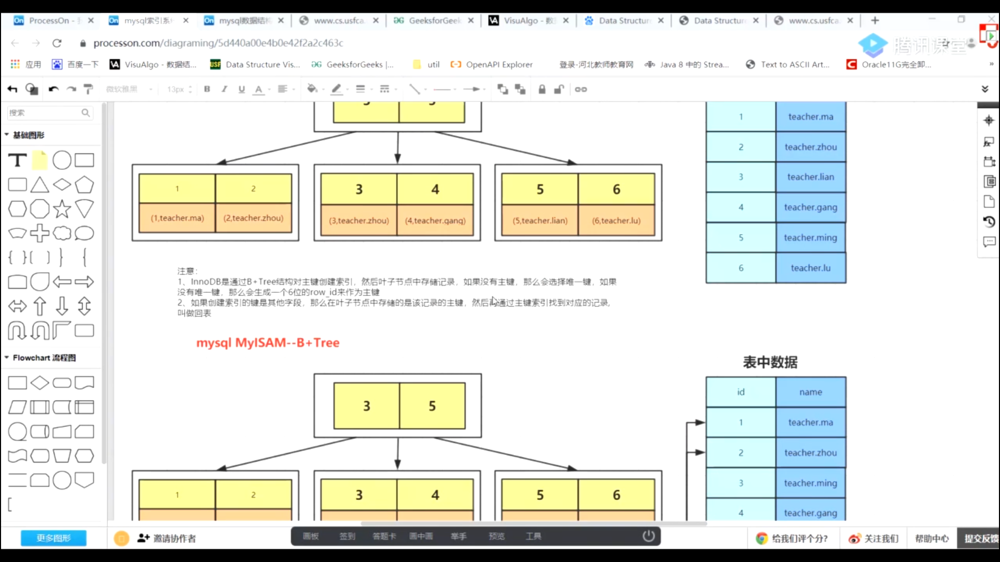 ProcessOn - 我
mysql索引系统
mysql数据结构
www.cs.usfca.
GeeksforGeek
VisuAlgo - 数据
Data Structur
Data Structure
www.cs.usfca.
processon.com/diagraming/5d440a00e4b0e42f2a2c463c
腾讯课堂
应用
百度一下
VisuAlgo - 数据结...
Data Structure Vis...
GeeksforGeeks |...
util
OpenAPI Explorer
登录-河北教师教育网
Java 8 中的 Strea...
Text to ASCII Art...
Oracle11G完全卸...
微软雅黑
13px
搜索
基础图形
Flowchart 流程图
更多图形
1 teacher.ma
2 teacher.zhou
3 teacher.lian
4 teacher.gang
5 teacher.ming
6 teacher.lu
1 2 3 4 5 6
(1,teacher.ma) (2,teacher.zhou) (3,teacher.zhou) (4,teacher.gang) (5,teacher.lian) (6,teacher.lu)
注意：
1、InnoDB是通过B+Tree结构对主键创建索引，然后叶子节点中存储记录，如果没有主键，那么会选择唯一键，如果
没有唯一键，那么会生成一个6位的row_id来作为主键
2、如果创建索引的键是其他字段，那么在叶子节点中存储的是该记录的主键，然后再通过主键索引找到对应的记录,
叫做回表
mysql MyISAM--B+Tree
3 5
1 2 3 4 5 6
表中数据
id name
1 teacher.ma
2 teacher.zhou
3 teacher.ming
4 teacher.gang
邀请协作者
画板 签到 答题卡 画中画 举手 预览 工具
给我们评个分?
关注我们
帮助中心
提交反馈